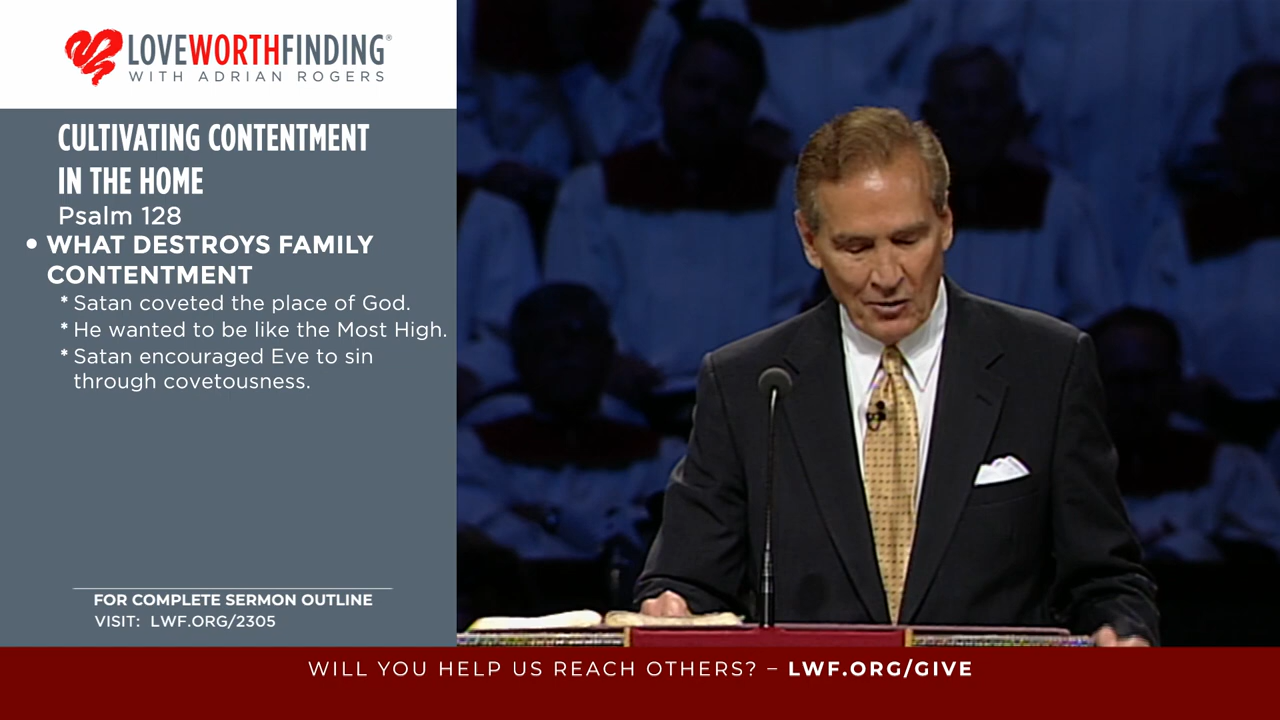 LOVEWORTHFINDING®
WITH ADRIAN ROGERS
CULTIVATING CONTENTMENT
IN THE HOME
Psalm 128
• WHAT DESTROYS FAMILY
CONTENTMENT
* Satan coveted the place of God.
* He wanted to be like the Most High.
* Satan encouraged Eve to sin
through covetousness.
FOR COMPLETE SERMON OUTLINE
VISIT: LWF.ORG/2305
WILL YOU HELP US REACH OTHERS? – LWF.ORG/GIVE